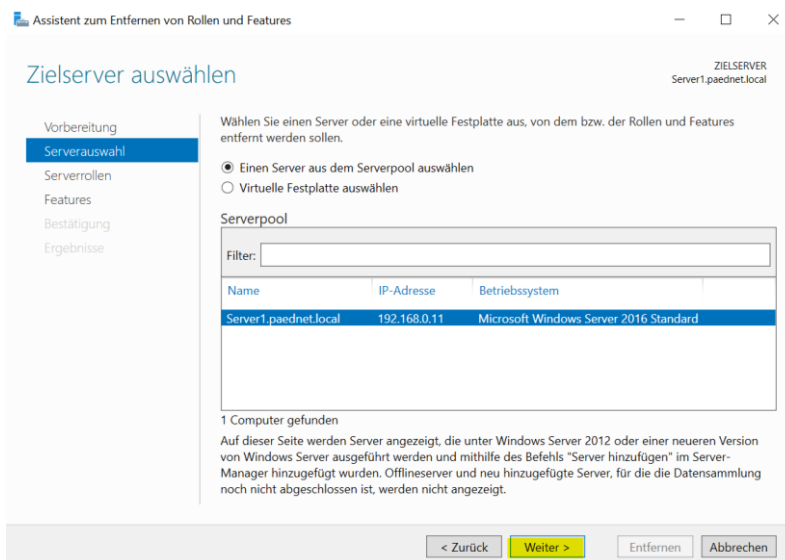 Assistent zum Entfernen von Rollen und Features
Zielserver auswählen
ZIELSERVER
Server1.paednet.local
Vorbereitung
Serverauswahl
Serverrollen
Features
Bestätigung
Ergebnisse
Wählen Sie einen Server oder eine virtuelle Festplatte aus, von dem bzw. der Rollen und Features
entfernt werden sollen.
Einen Server aus dem Serverpool auswählen
Virtuelle Festplatte auswählen
Serverpool
Filter:
Name IP-Adresse Betriebssystem
Server1.paednet.local 192.168.0.11 Microsoft Windows Server 2016 Standard
1 Computer gefunden
Auf dieser Seite werden Server angezeigt, die unter Windows Server 2012 oder einer neueren Version
von Windows Server ausgeführt werden und mithilfe des Befehls "Server hinzufügen" im Server-
Manager hinzugefügt wurden. Offlineserver und neu hinzugefügte Server, für die die Datensammlung
noch nicht abgeschlossen ist, werden nicht angezeigt.
< Zurück Weiter > Entfernen Abbrechen